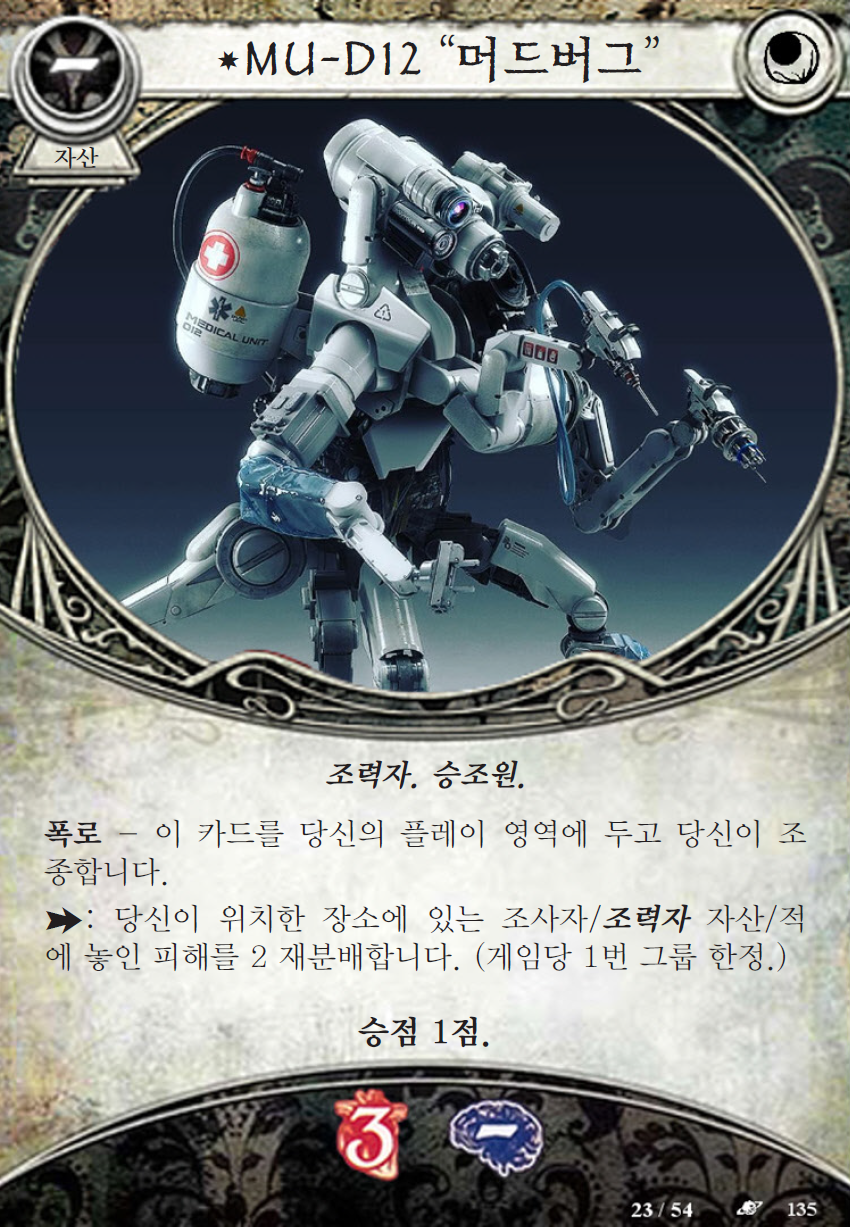 –
✷MU-D12 “머드버그”
자산
MEDICAL UNIT
D12
조력자. 승조원.
폭로 – 이 카드를 당신의 플레이 영역에 두고 당신이 조
종합니다.
: 당신이 위치한 장소에 있는 조사자/조력자 자산/적
에 놓인 피해를 2 재분배합니다. (게임당 1번 그룹 한정.)
승점 1점.
3 –
23 / 54 135